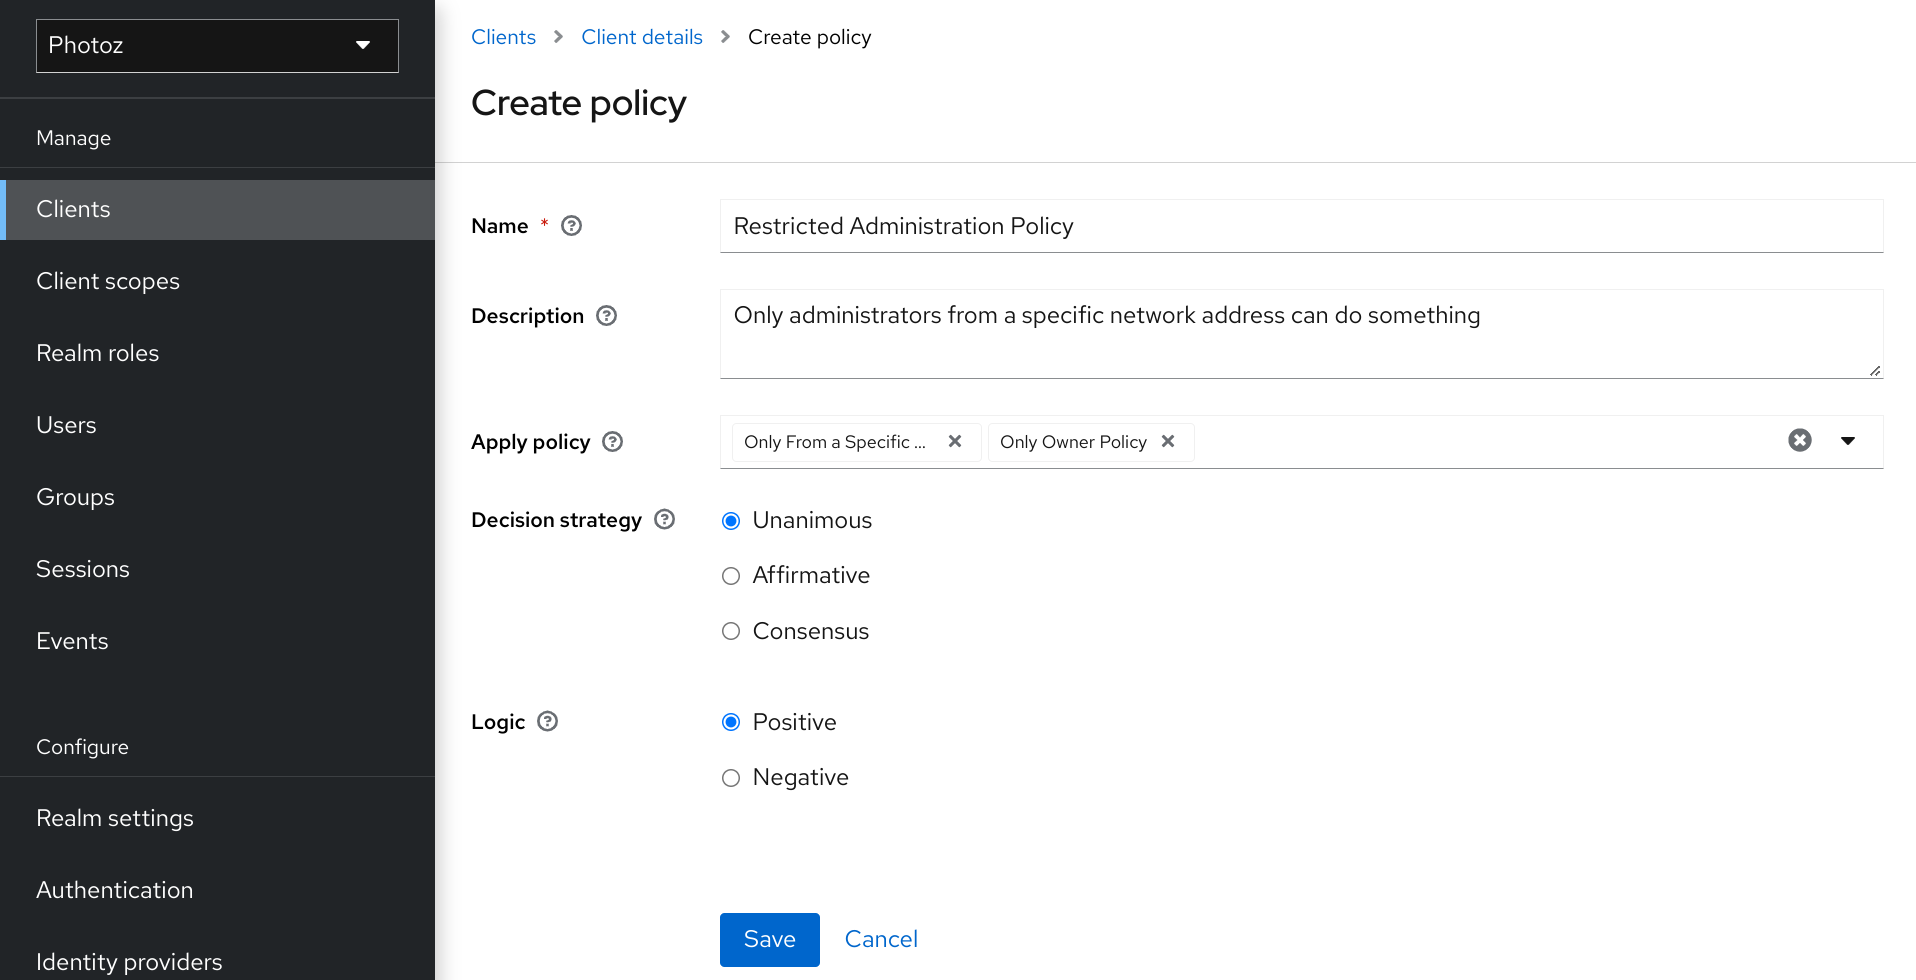 Photoz
Manage
Clients
Client scopes
Realm roles
Users
Groups
Sessions
Events
Configure
Realm settings
Authentication
Identity providers
Clients > Client details > Create policy
Create policy
Name * Restricted Administration Policy
Description Only administrators from a specific network address can do something
Apply policy Only From a Specific ... Only Owner Policy
Decision strategy Unanimous
Affirmative
Consensus
Logic Positive
Negative
Save Cancel